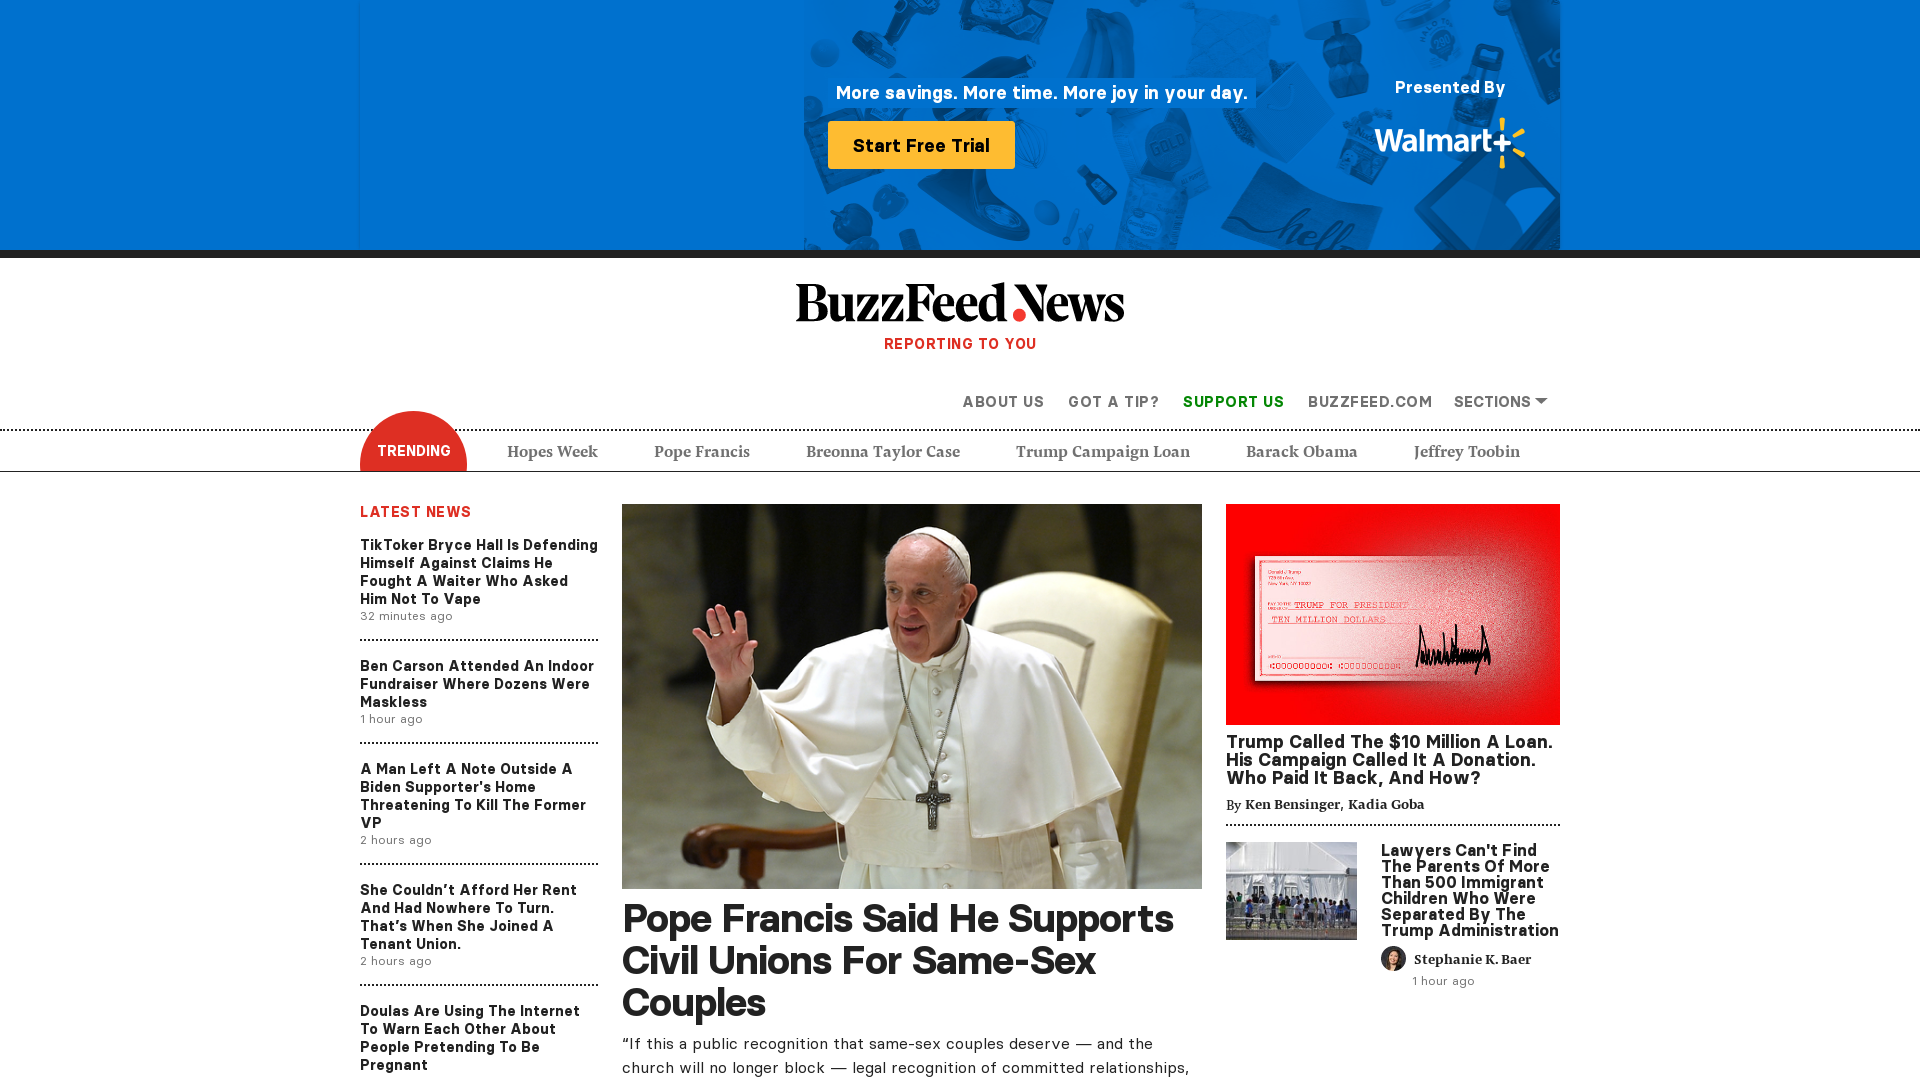 More savings. More time. More joy in your day.
Start Free Trial
Presented By
Walmart+
BuzzFeed News
REPORTING TO YOU
ABOUT US
GOT A TIP?
SUPPORT US
BUZZFEED.COM
SECTIONS
TRENDING
Hopes Week
Pope Francis
Breonna Taylor Case
Trump Campaign Loan
Barack Obama
Jeffrey Toobin
LATEST NEWS
TikToker Bryce Hall Is Defending
Himself Against Claims He
Fought A Waiter Who Asked
Him Not To Vape
32 minutes ago
Ben Carson Attended An Indoor
Fundraiser Where Dozens Were
Maskless
1 hour ago
A Man Left A Note Outside A
Biden Supporter's Home
Threatening To Kill The Former
VP
2 hours ago
She Couldn’t Afford Her Rent
And Had Nowhere To Turn.
That’s When She Joined A
Tenant Union.
2 hours ago
Doulas Are Using The Internet
To Warn Each Other About
People Pretending To Be
Pregnant
Pope Francis Said He Supports
Civil Unions For Same-Sex
Couples
“If this a public recognition that same-sex couples deserve — and the
church will no longer block — legal recognition of committed relationships,
Donald J Trump
TRUMP FOR PRESIDENT
TEN MILLION DOLLARS
Trump Called The $10 Million A Loan.
His Campaign Called It A Donation.
Who Paid It Back, And How?
By Ken Bensinger, Kadia Goba
Lawyers Can't Find
The Parents Of More
Than 500 Immigrant
Children Who Were
Separated By The
Trump Administration
Stephanie K. Baer
1 hour ago
hello
GOLD